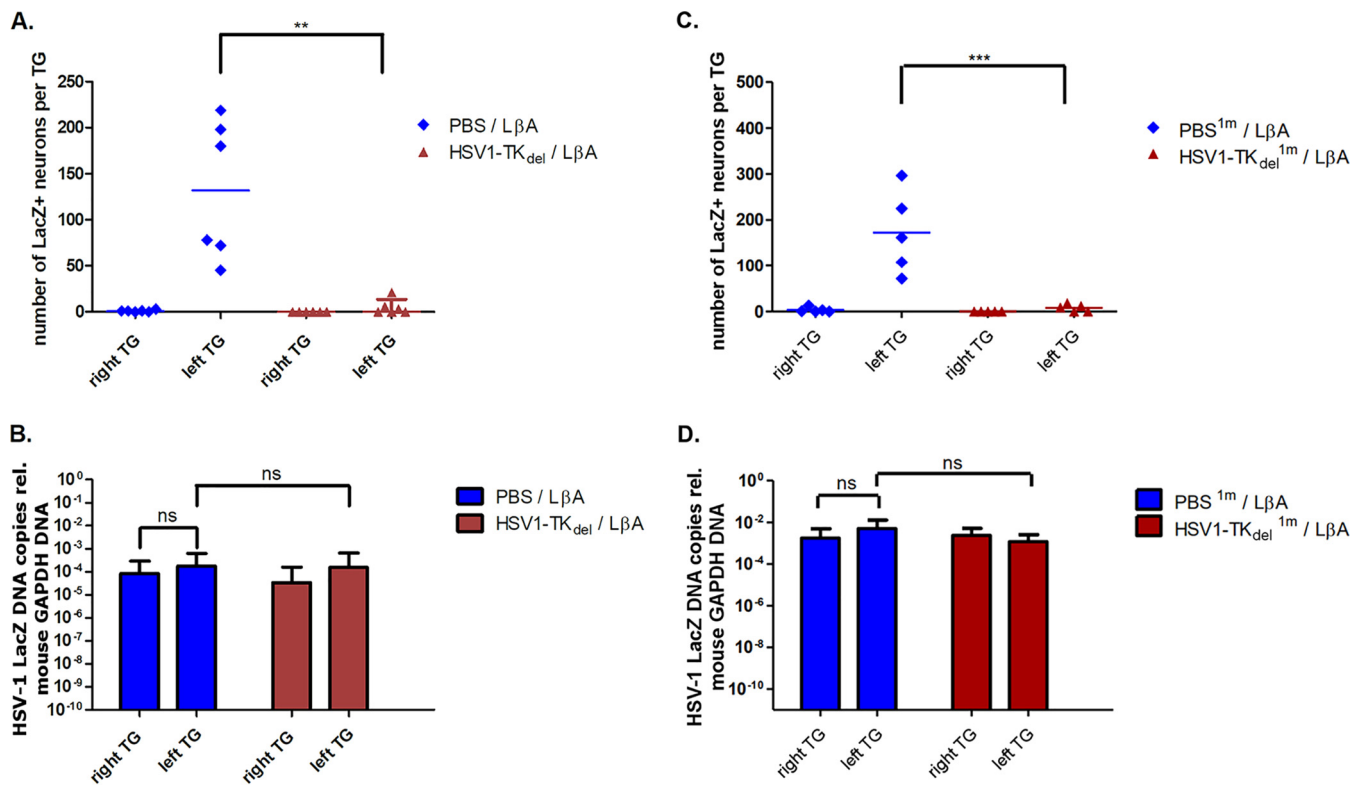 A.
**
number of LacZ+ neurons per TG
250
200
150
100
50
0
right TG
left TG
right TG
left TG
PBS / LβA
HSV1-TKdel / LβA
C.
***
number of LacZ+ neurons per TG
500
400
300
200
100
0
right TG
left TG
right TG
left TG
PBS1m / LβA
HSV1-TKdel1m / LβA
B.
ns
ns
HSV-1 LacZ DNA copies rel.
mouse GAPDH DNA
10^0
10^-1
10^-2
10^-3
10^-4
10^-5
10^-6
10^-7
10^-8
10^-9
10^-10
right TG
left TG
right TG
left TG
PBS / LβA
HSV1-TKdel / LβA
D.
ns
ns
HSV-1 LacZ DNA copies rel.
mouse GAPDH DNA
10^0
10^-2
10^-4
10^-6
10^-8
10^-10
right TG
left TG
right TG
left TG
PBS 1m / LβA
HSV1-TKdel 1m / LβA